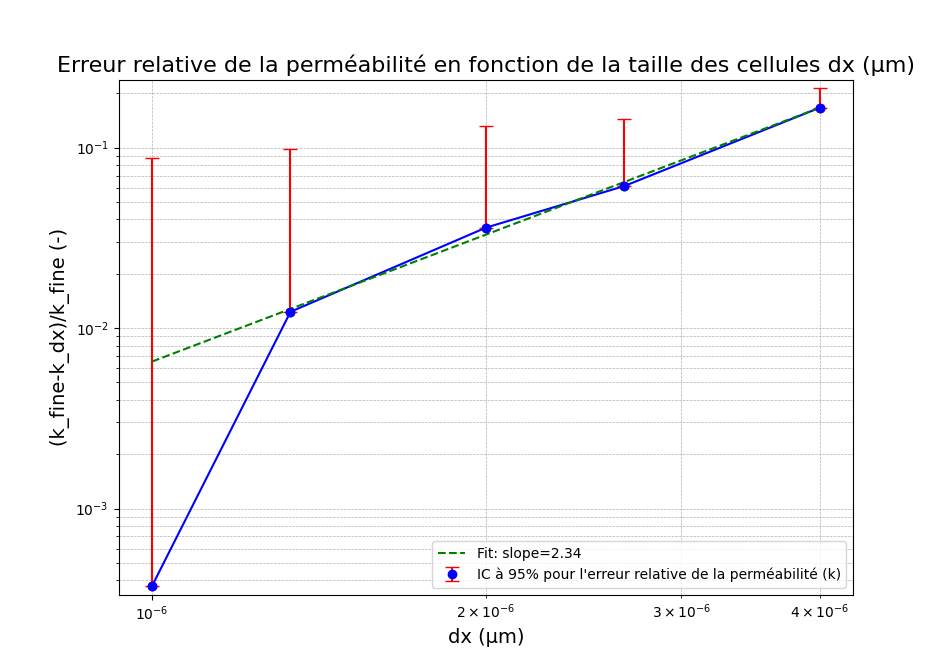 Erreur relative de la perméabilité en fonction de la taille des cellules dx (μm)
(k_fine-k_dx)/k_fine (-)
10⁻¹
10⁻²
10⁻³
Fit: slope=2.34
IC à 95% pour l'erreur relative de la perméabilité (k)
10⁻⁶
2 × 10⁻⁶
3 × 10⁻⁶
4 × 10⁻⁶
dx (μm)